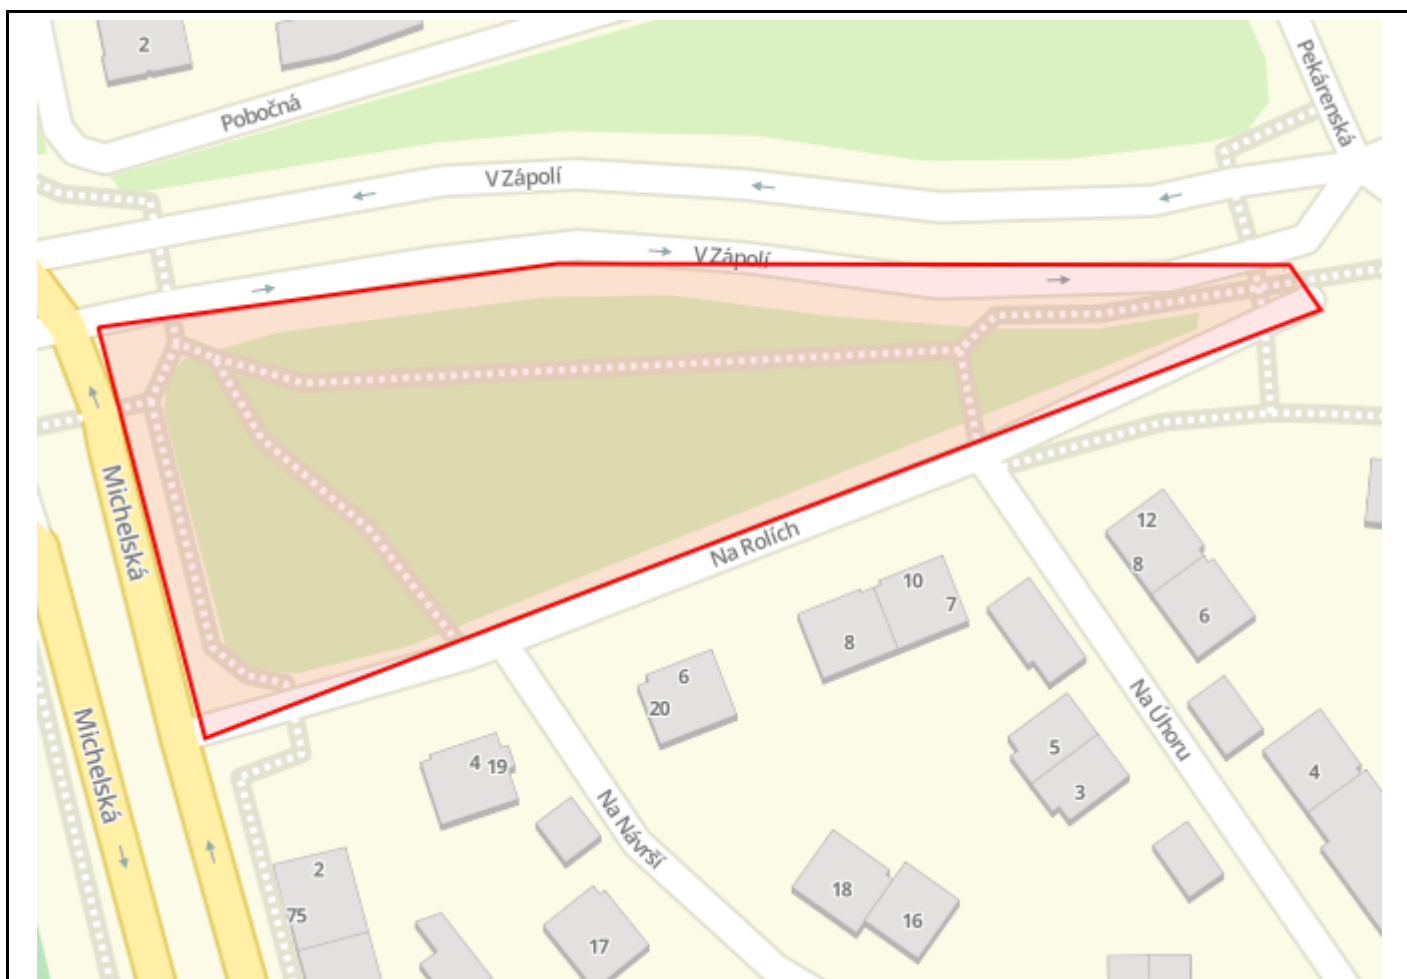 2
Pobočná
Pekárenská
V Zápolí
V Zápolí
Michelská
Na Rolích
12
8
6
10
7
8
6
20
Na Úhoru
Michelská
4 19
5
3
4
Na Návrší
2
75
18
16
17